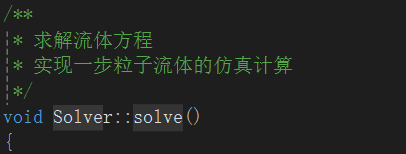 /**
* 求解流体方程
* 实现一步粒子流体的仿真计算
*/
void Solver::solve()
{